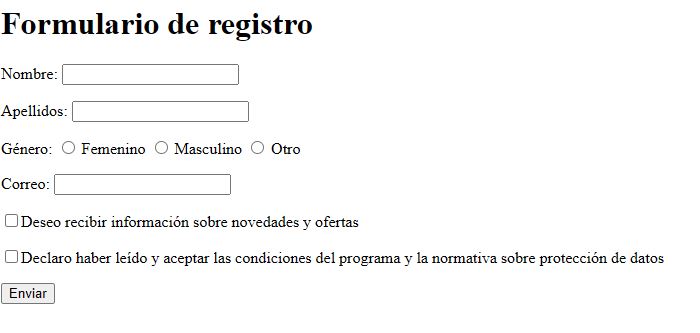 Formulario de registro
Nombre:
Apellidos:
Género: Femenino Masculino Otro
Correo:
Deseo recibir información sobre novedades y ofertas
Declaro haber leído y aceptar las condiciones del programa y la normativa sobre protección de datos
Enviar